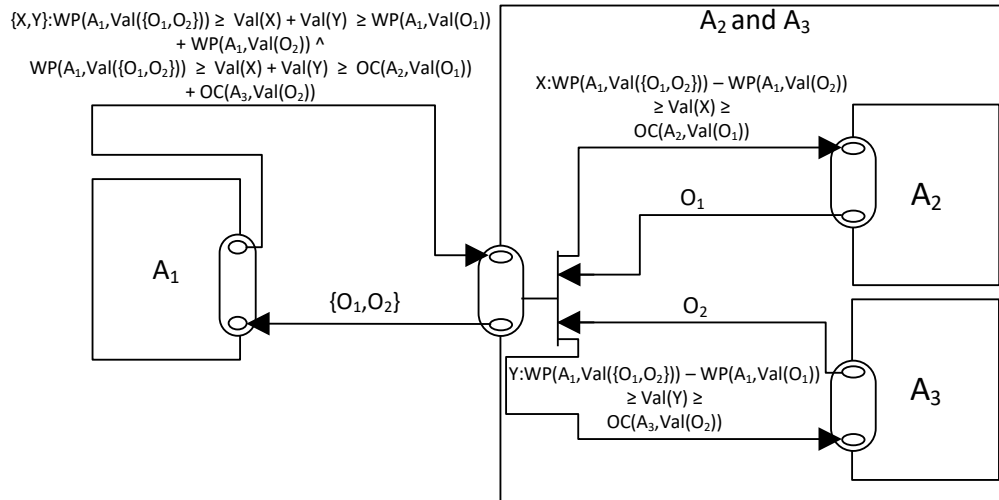 {X,Y}:WP(A₁,Val({O₁,O₂})) ≥ Val(X) + Val(Y) ≥ WP(A₁,Val(O₁))
+ WP(A₁,Val(O₂)) ^
WP(A₁,Val({O₁,O₂})) ≥ Val(X) + Val(Y) ≥ OC(A₂,Val(O₁))
+ OC(A₃,Val(O₂))
A₂ and A₃
X:WP(A₁,Val({O₁,O₂})) – WP(A₁,Val(O₂))
≥ Val(X) ≥
OC(A₂,Val(O₁))
A₂
O₁
A₁
{O₁,O₂}
O₂
Y:WP(A₁,Val({O₁,O₂})) – WP(A₁,Val(O₁))
≥ Val(Y) ≥
OC(A₃,Val(O₂))
A₃